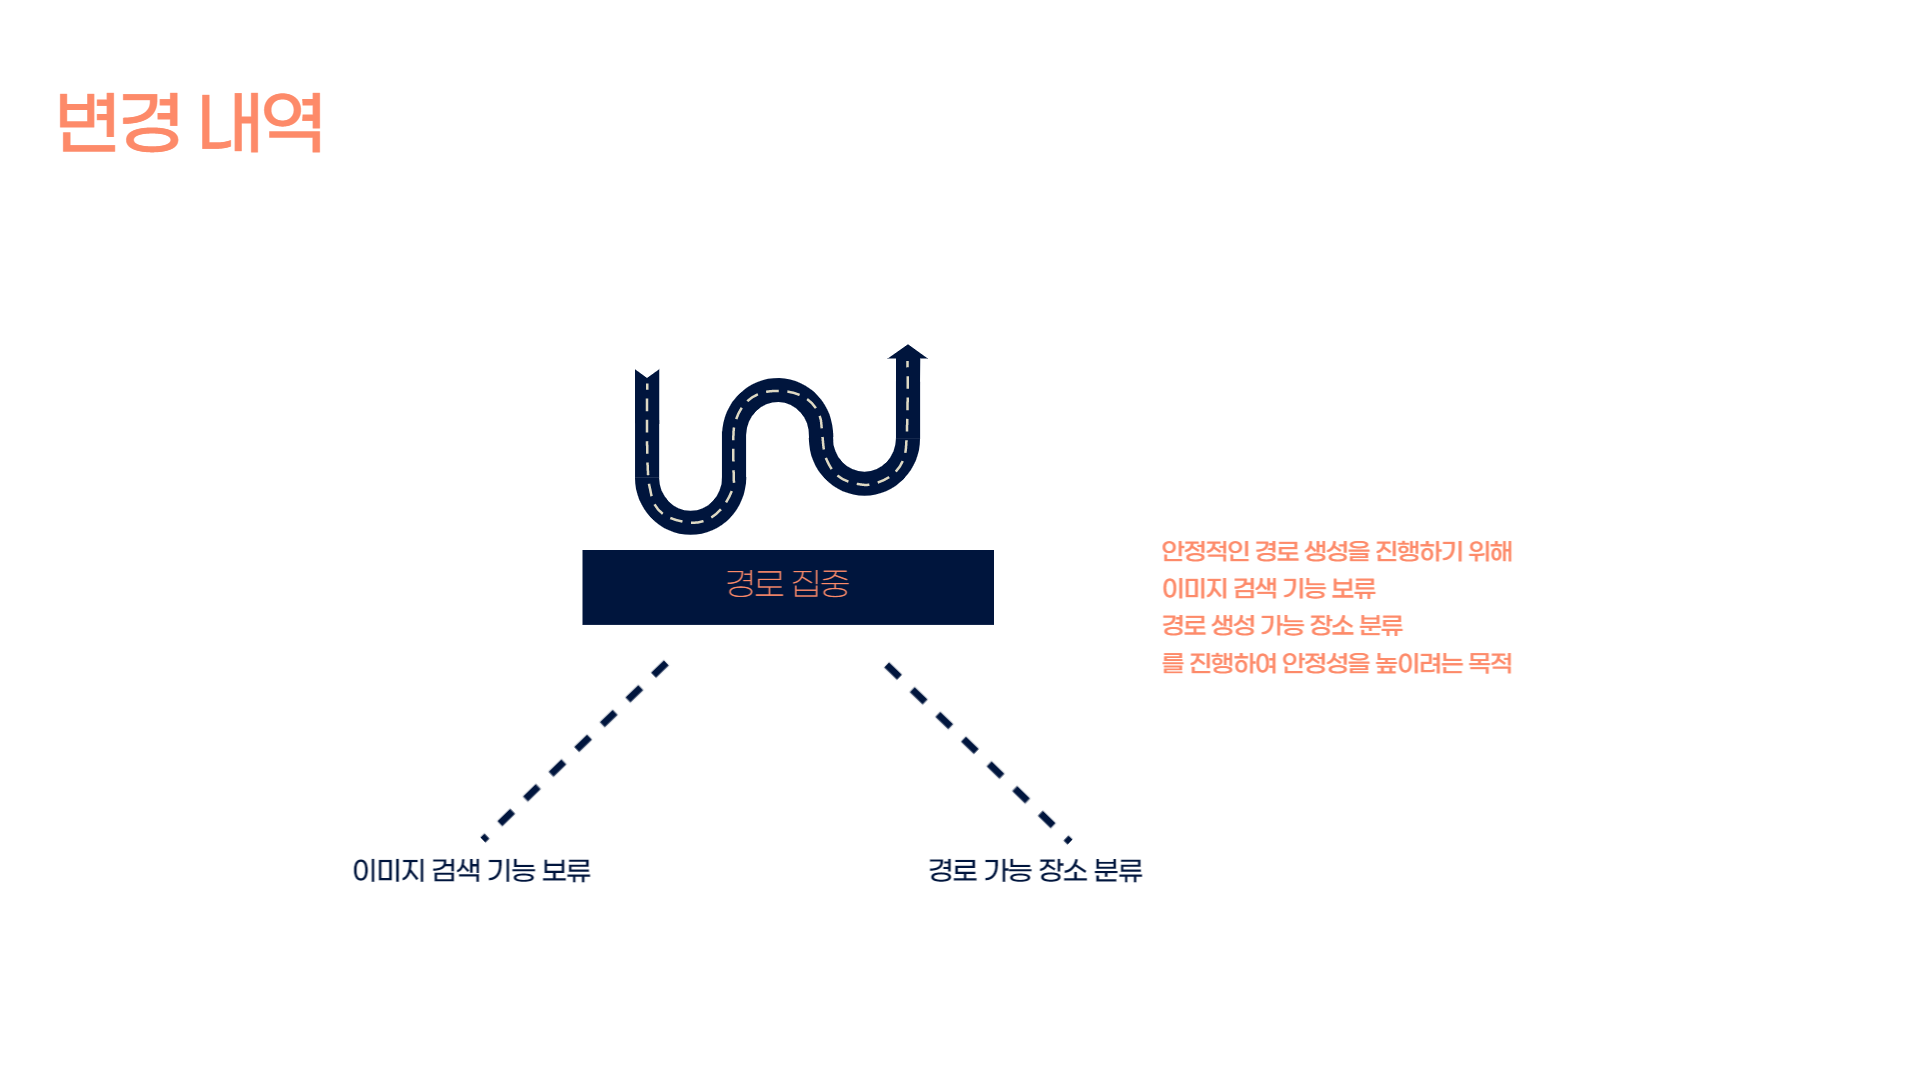 변경 내역
경로 집중
안정적인 경로 생성을 진행하기 위해
이미지 검색 기능 보류
경로 생성 가능 장소 분류
를 진행하여 안정성을 높이려는 목적
이미지 검색 기능 보류
경로 가능 장소 분류